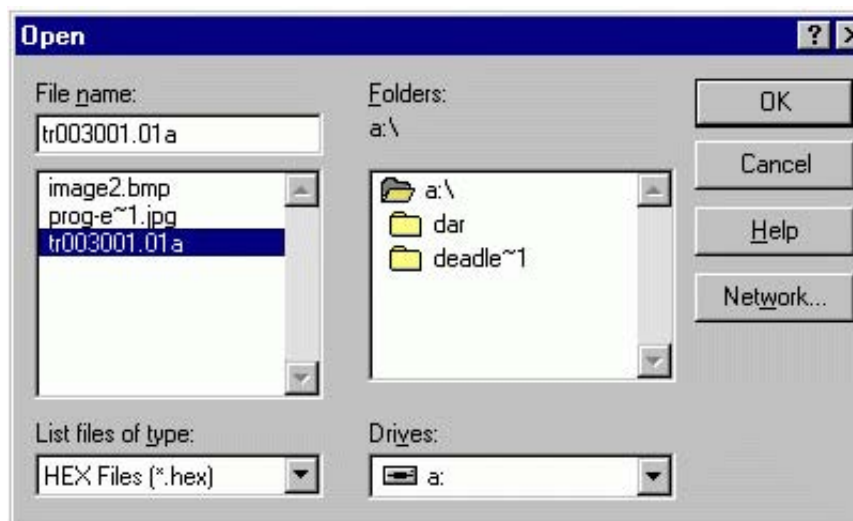 Open
File name:
tr003001.01a
image2.bmp
prog-e~1.jpg
tr003001.01a
List files of type:
HEX Files (*.hex)
Folders:
a:\
a:\
dar
deadle~1
Drives:
a:
OK
Cancel
Help
Network...